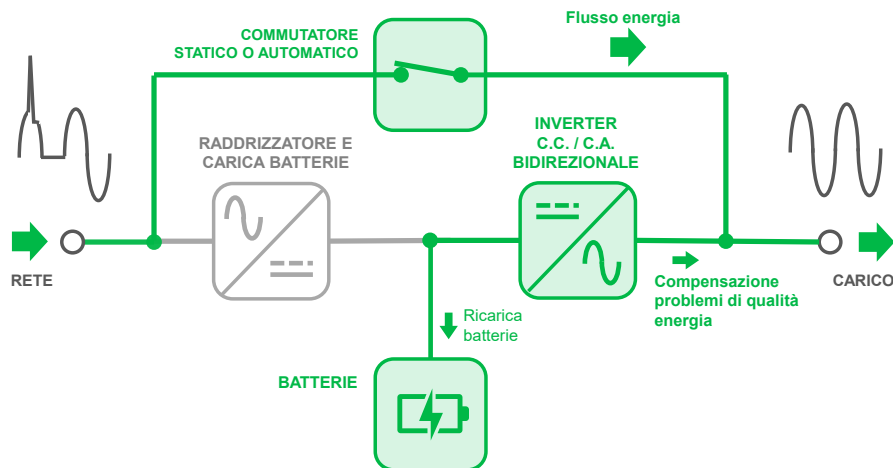 Flusso energia
COMMUTATORE
STATICO O AUTOMATICO
RADDRIZZATORE E
CARICA BATTERIE
INVERTER
C.C. / C.A.
BIDIREZIONALE
RETE
CARICO
Compensazione
problemi di qualità
energia
Ricarica
batterie
BATTERIE